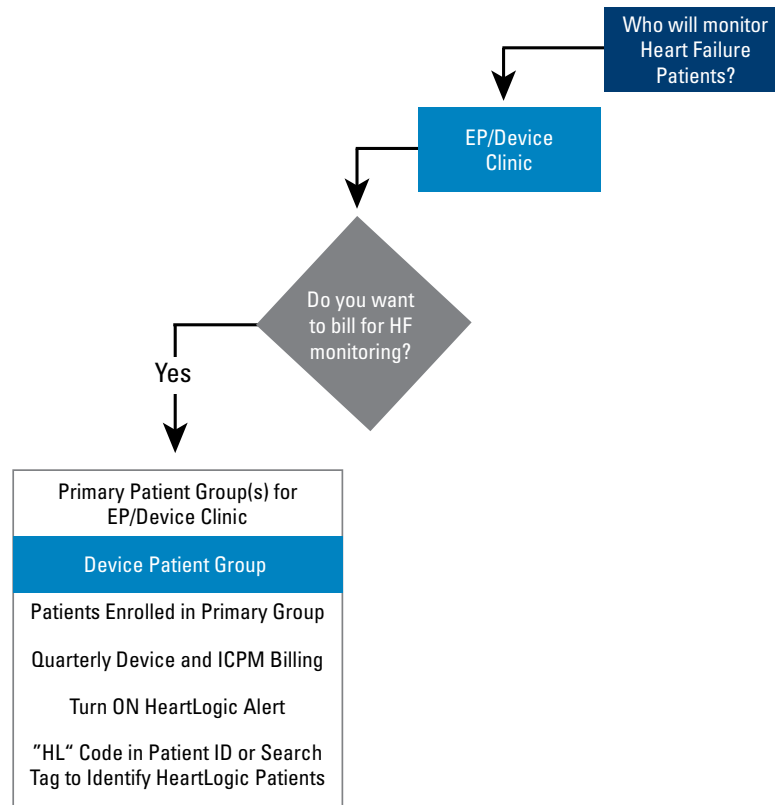 Who will monitor
Heart Failure
Patients?
EP/Device
Clinic
Do you want
to bill for HF
monitoring?
Yes
Primary Patient Group(s) for
EP/Device Clinic
Device Patient Group
Patients Enrolled in Primary Group
Quarterly Device and ICPM Billing
Turn ON HeartLogic Alert
”HL“ Code in Patient ID or Search
Tag to Identify HeartLogic Patients